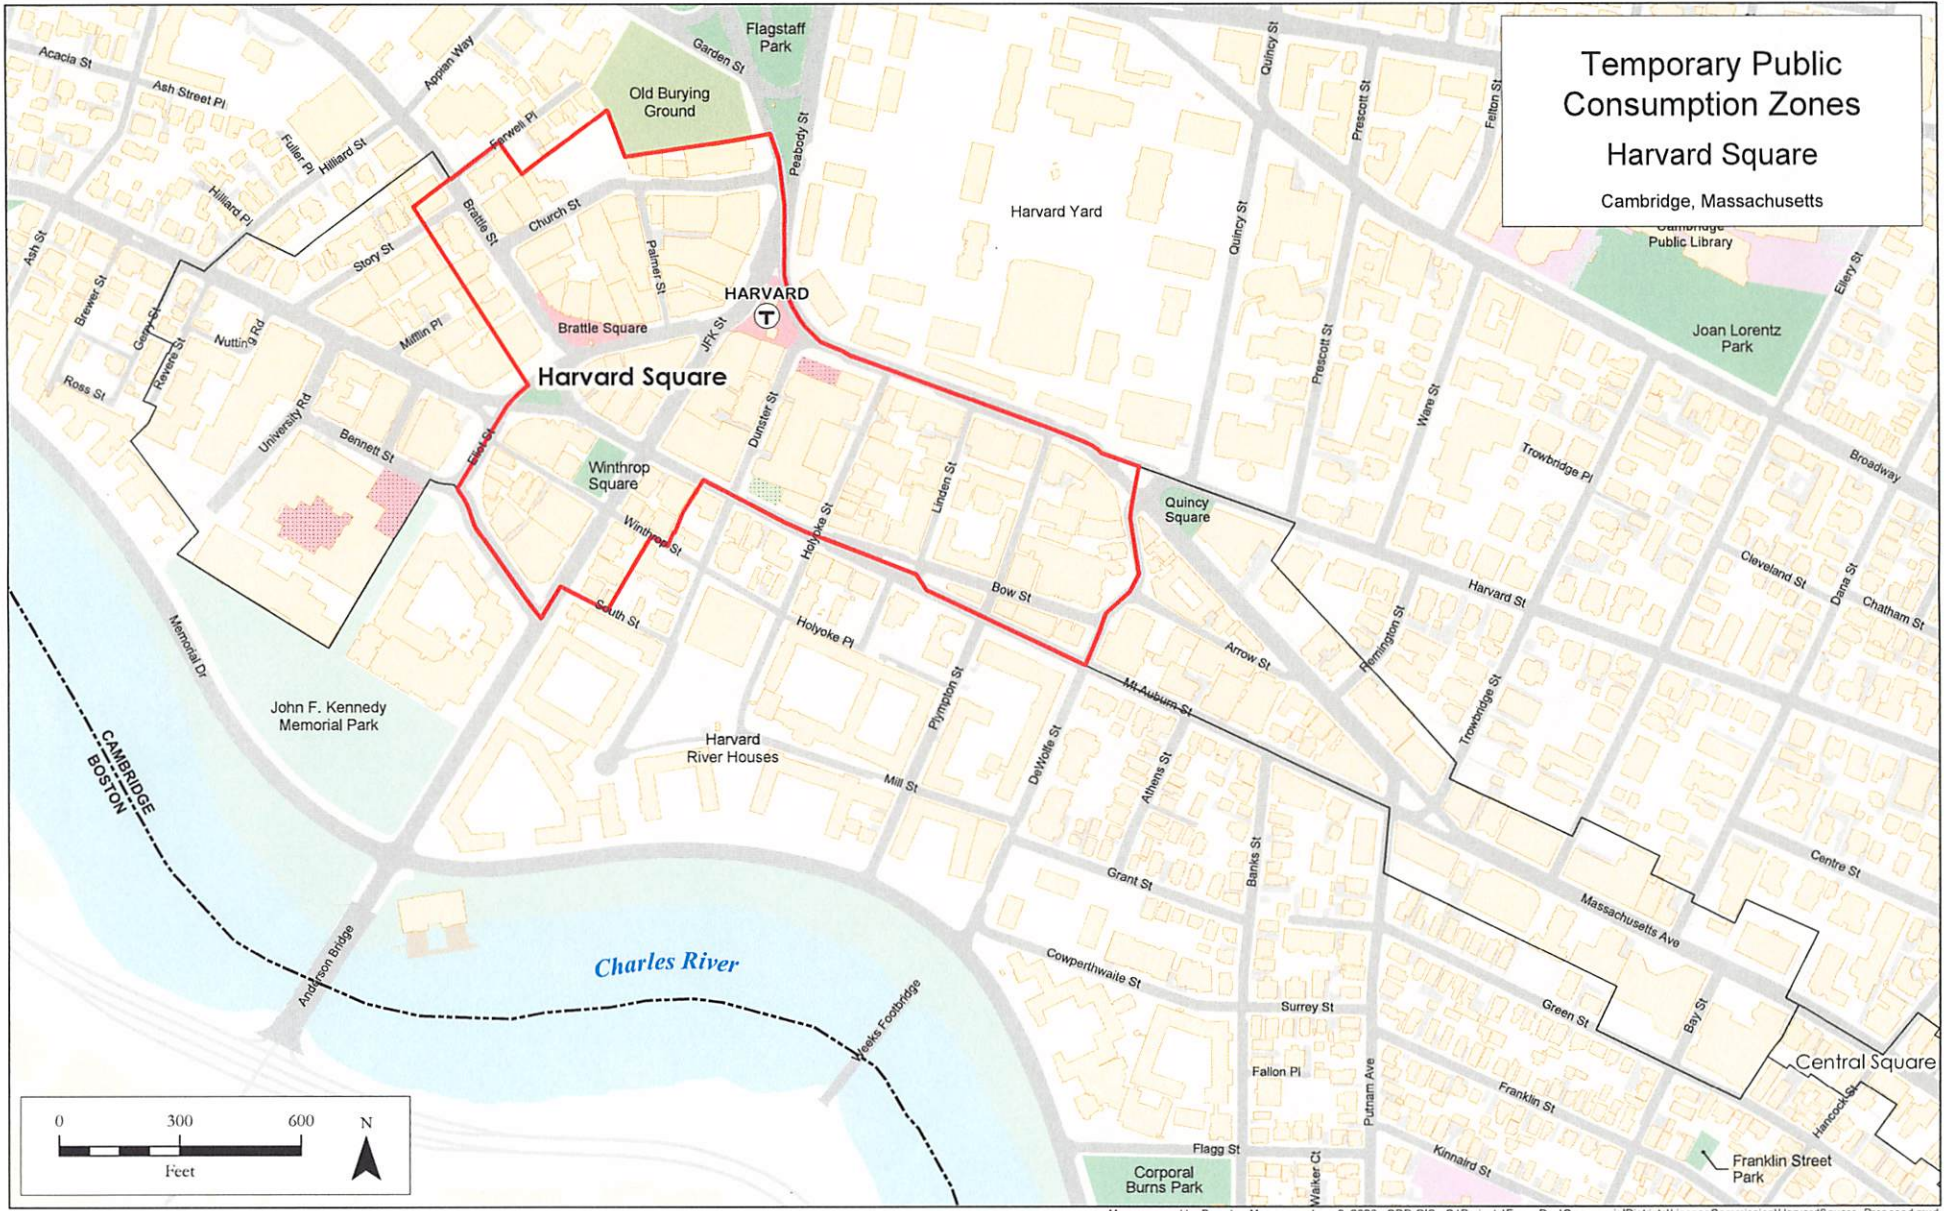 Temporary Public
Consumption Zones
Harvard Square
Cambridge, Massachusetts
Flagstaff
Park
Garden St
Old Burying
Ground
Peabody St
Appian Way
Acacia St
Ash Street Pl
Fuller Pl
Hilliard St
Hilliard Pl
Farwell Pl
Brattle St
Church St
Palmer St
Story St
Ash St
Brewer St
Gerry St
Revere St
Nutting Rd
Mifflin Pl
Ross St
University Rd
Bennett St
Eliot St
HARVARD
T
Brattle Square
JFK St
Harvard Square
Dunster St
Winthrop
Square
Winthrop St
Holyoke St
Linden St
South St
Holyoke Pl
Bow St
Plympton St
Harvard Yard
Quincy St
Quincy St
Prescott St
Prescott St
Felton St
Cambridge
Public Library
Ellery St
Joan Lorentz
Park
Ware St
Trowbridge Pl
Broadway
Quincy
Square
Cleveland St
Dana St
Chatham St
Harvard St
Remington St
Arrow St
Trowbridge St
Mt Auburn St
DeWolfe St
Athens St
Harvard
River Houses
Mill St
Memorial Dr
John F. Kennedy
Memorial Park
CAMBRIDGE
BOSTON
Banks St
Grant St
Centre St
Massachusetts Ave
Anderson Bridge
Charles River
Weeks Footbridge
Cowperthwaite St
Surrey St
Green St
Bay St
Central Square
Fallon Pl
Putnam Ave
Franklin St
Hancock St
Flagg St
Walker Ct
Kinnaird St
Corporal
Burns Park
Franklin Street
Park
0 300 600
Feet
N